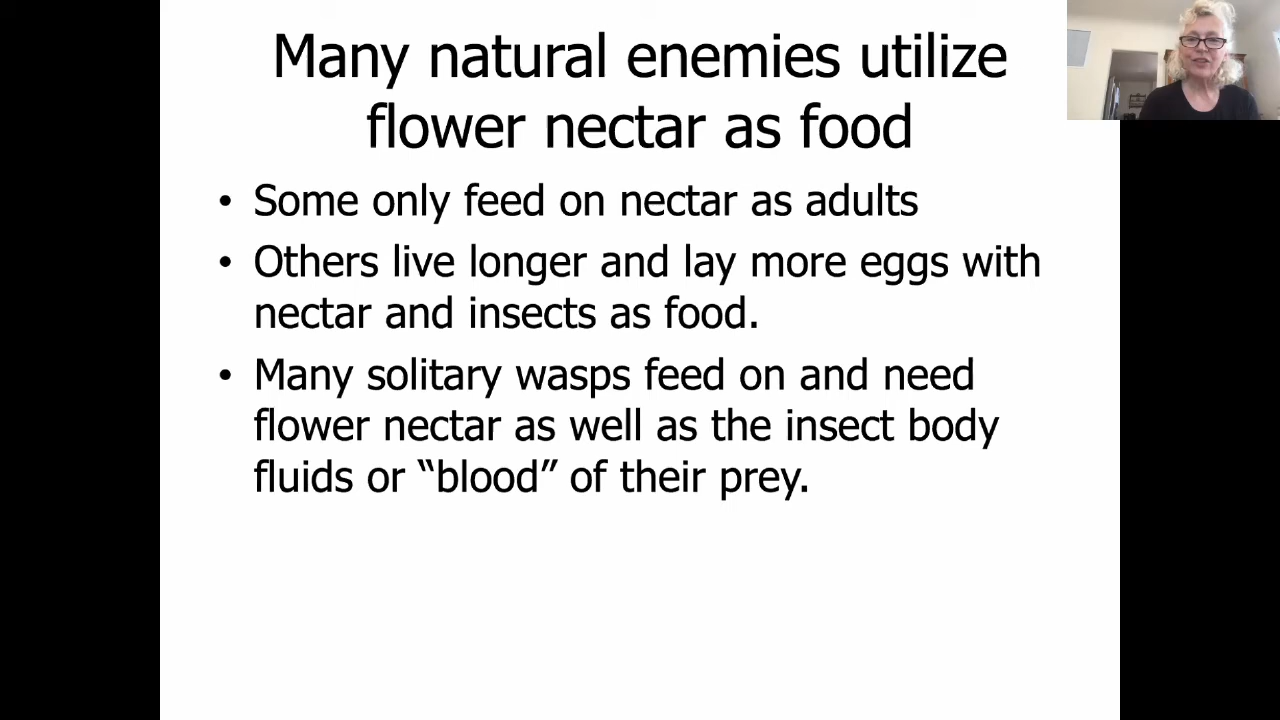 Many natural enemies utilize
flower nectar as food
• Some only feed on nectar as adults
• Others live longer and lay more eggs with
nectar and insects as food.
• Many solitary wasps feed on and need
flower nectar as well as the insect body
fluids or “blood” of their prey.